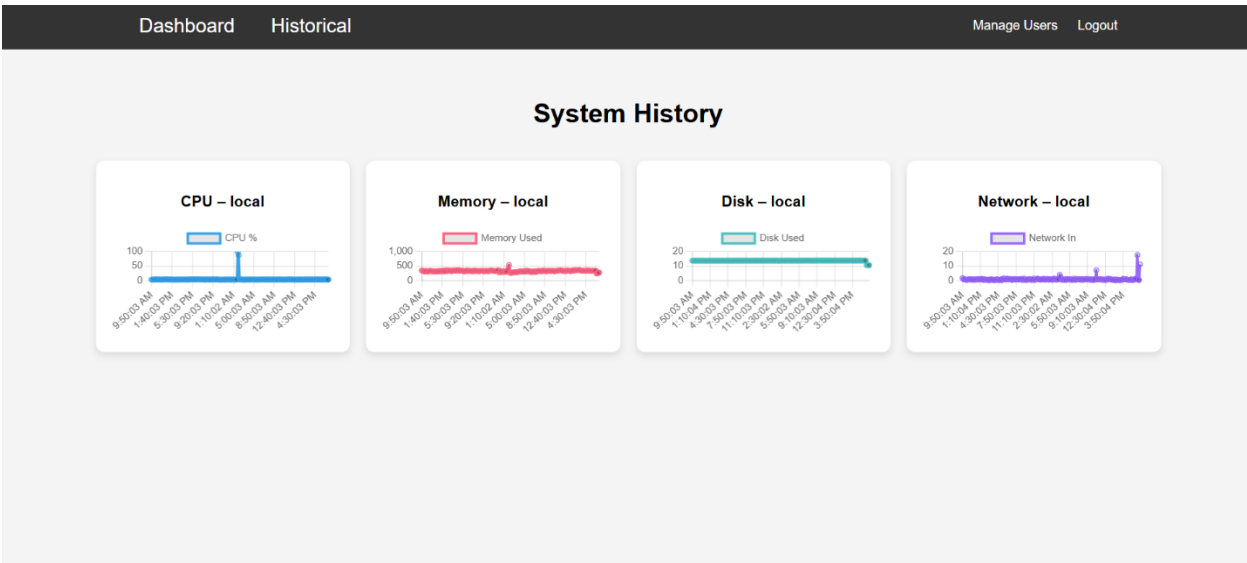 Dashboard Historical Manage Users Logout
System History
CPU – local
CPU %
100
50
0
9:50:03 AM
1:40:03 PM
5:30:03 PM
9:20:03 PM
1:10:02 AM
5:00:03 AM
8:50:03 AM
12:40:03 PM
4:30:03 PM
Memory – local
Memory Used
1,000
500
0
9:50:03 AM
1:40:03 PM
5:30:03 PM
9:20:03 PM
1:10:02 AM
5:00:03 AM
8:50:03 AM
12:40:03 PM
4:30:03 PM
Disk – local
Disk Used
20
10
0
9:50:03 AM
1:10:04 PM
4:30:03 PM
7:50:03 PM
11:10:03 PM
2:30:02 AM
5:50:03 AM
9:10:03 AM
12:30:04 PM
3:50:04 PM
Network – local
Network In
20
10
0
9:50:03 AM
1:10:04 PM
4:30:03 PM
7:50:03 PM
11:10:03 PM
2:30:02 AM
5:50:03 AM
9:10:03 AM
12:30:04 PM
3:50:04 PM